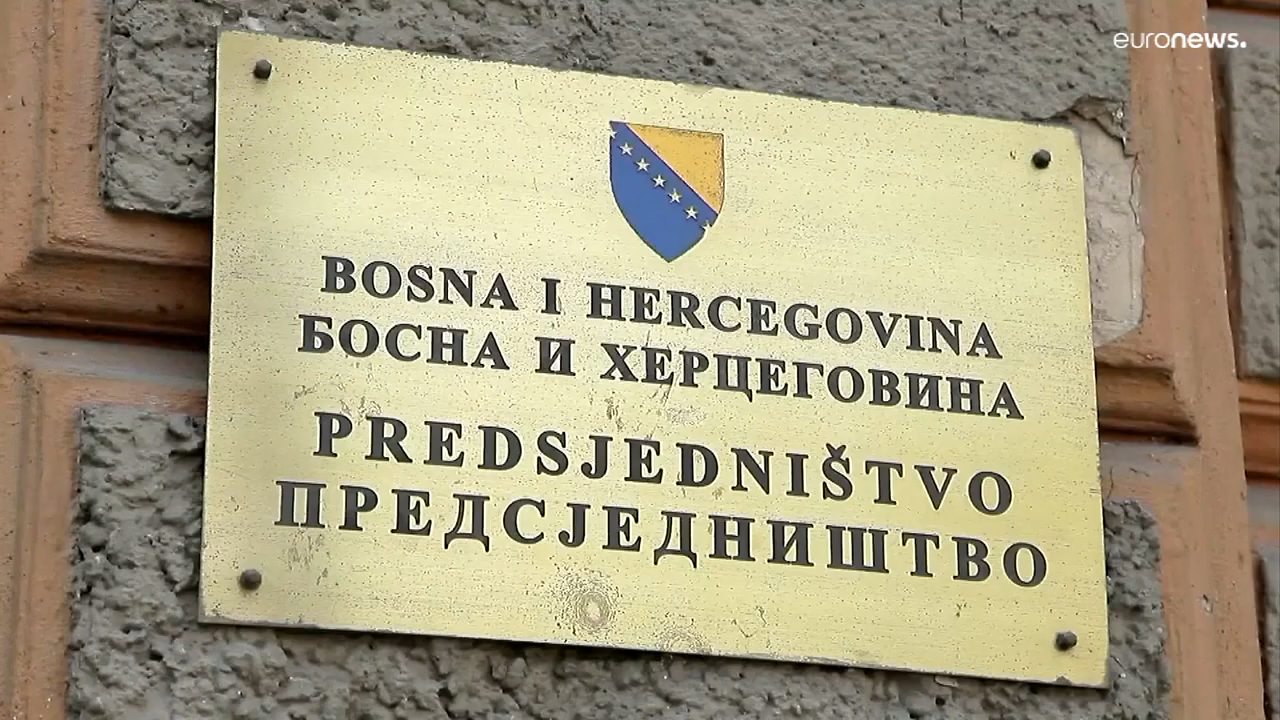 euronews.
BOSNA I HERCEGOVINA
БОСНА И ХЕРЦЕГОВИНА
PREDSJEDNIŠTVO
ПРЕДСЈЕДНИШТВО